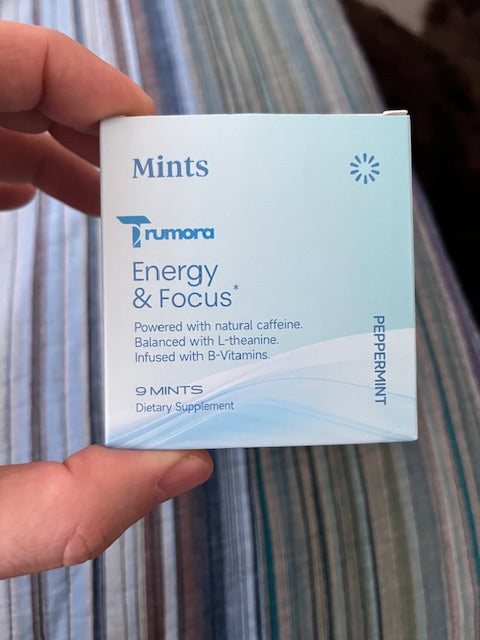 Mints
Trumora
Energy
& Focus*
Powered with natural caffeine.
Balanced with L-theanine.
Infused with B-Vitamins.
9 MINTS
Dietary Supplement
PEPPERMINT